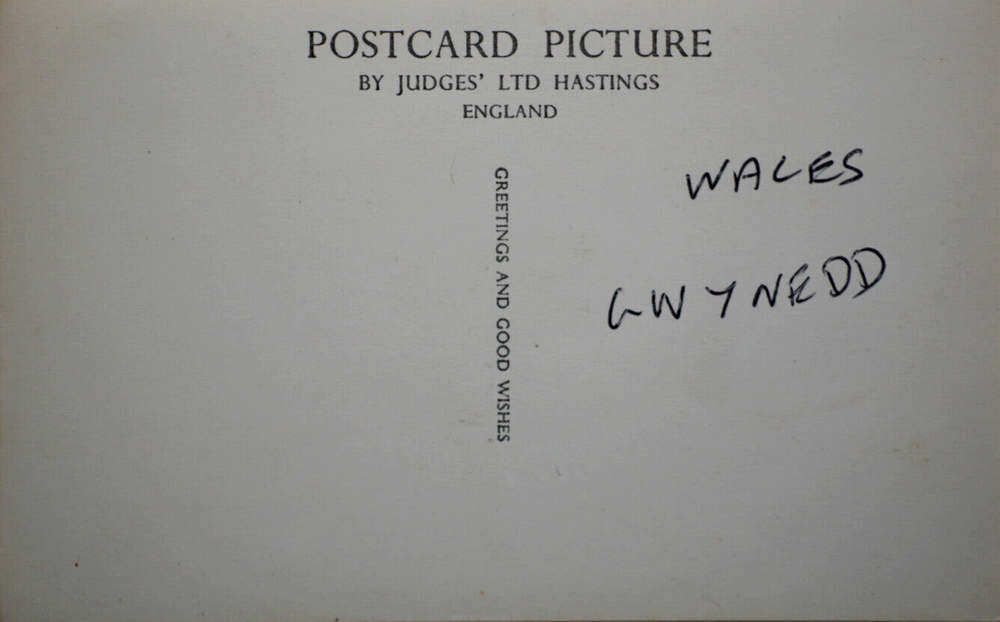 POSTCARD PICTURE
BY JUDGES' LTD HASTINGS
ENGLAND
GREETINGS AND GOOD WISHES
WALES
GWYNEDD